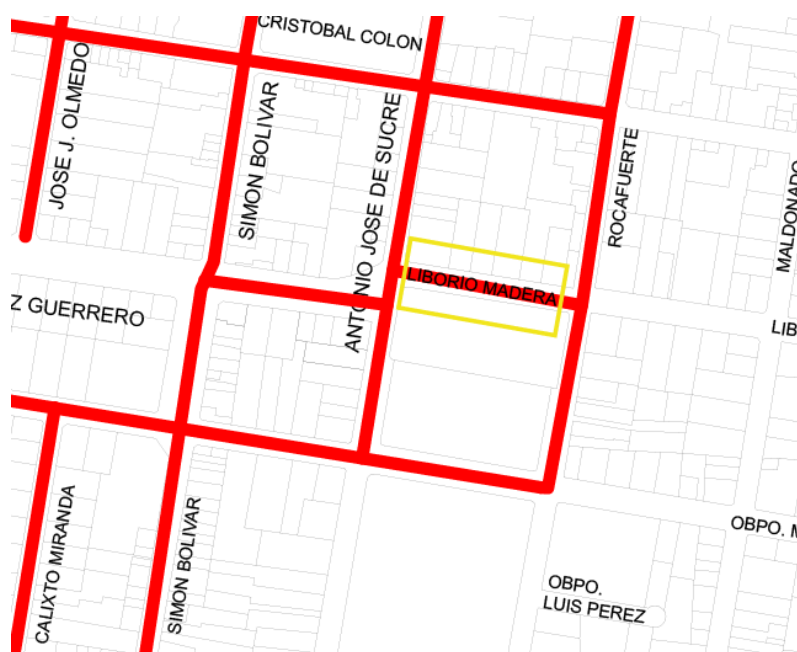 CRISTOBAL COLON
JOSE J. OLMEDO
SIMON BOLIVAR
ANTONIO JOSE DE SUCRE
ROCAFUERTE
MALDONADO
LIBORIO MADERA
Z GUERRERO
LIB
CALIXTO MIRANDA
SIMON BOLIVAR
OBPO. M
OBPO.
LUIS PEREZ